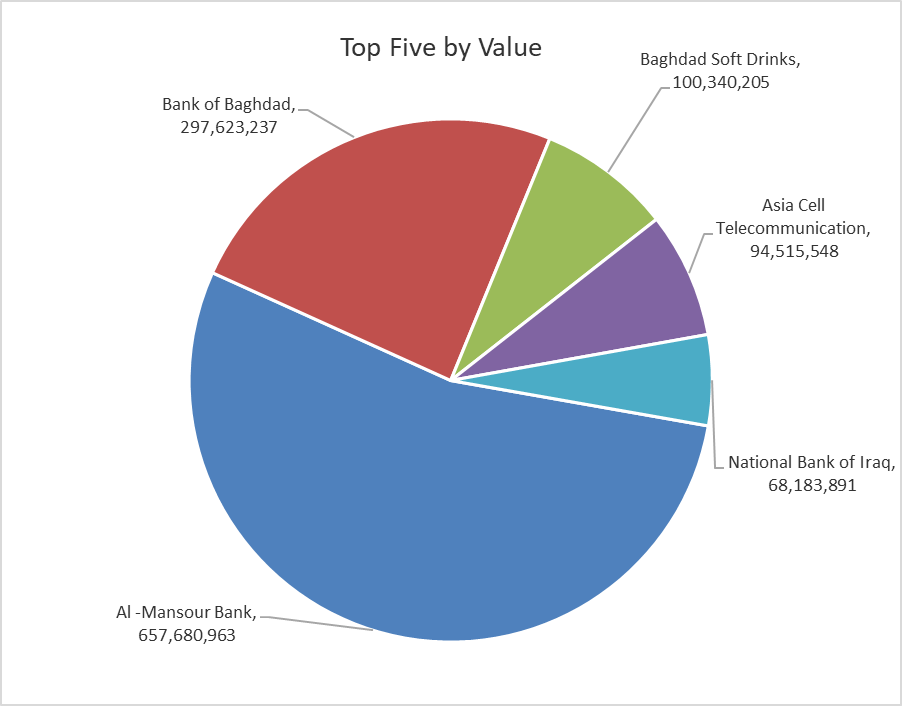 Top Five by Value
Baghdad Soft Drinks,
100,340,205
Bank of Baghdad,
297,623,237
Asia Cell
Telecommunication,
94,515,548
National Bank of Iraq,
68,183,891
Al -Mansour Bank,
657,680,963